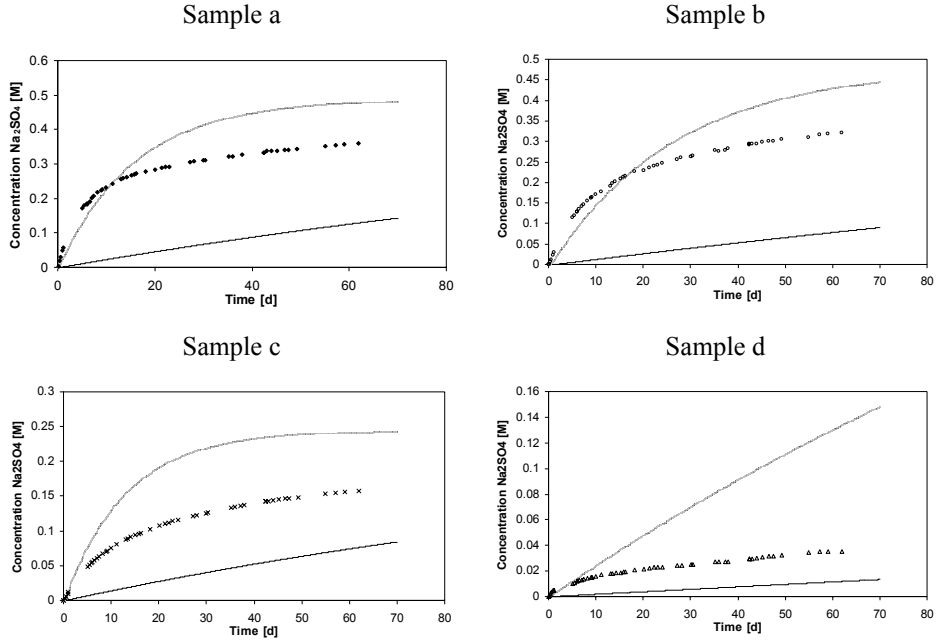 Sample a
Concentration Na₂SO₄ [M]
0.6
0.5
0.4
0.3
0.2
0.1
0
0 20 40 60 80
Time [d]
Sample b
Concentration Na2SO4 [M]
0.5
0.45
0.4
0.35
0.3
0.25
0.2
0.15
0.1
0.05
0
0 10 20 30 40 50 60 70 80
Time [d]
Sample c
Concentration Na2SO4 [M]
0.3
0.25
0.2
0.15
0.1
0.05
0
0 10 20 30 40 50 60 70 80
Time [d]
Sample d
Concentration Na2SO4 [M]
0.16
0.14
0.12
0.1
0.08
0.06
0.04
0.02
0
0 10 20 30 40 50 60 70 80
Time [d]